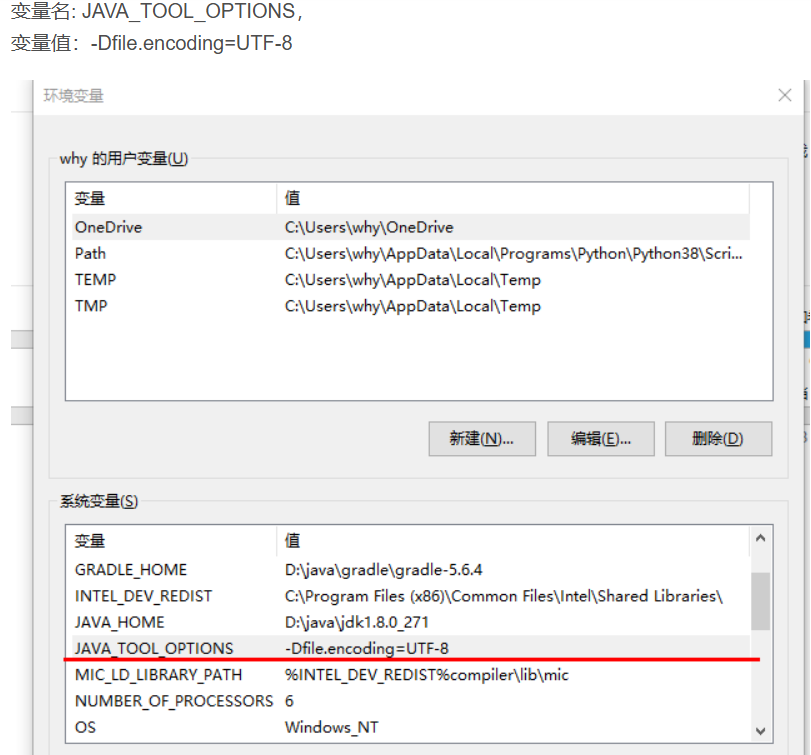 变量名: JAVA_TOOL_OPTIONS，
变量值：-Dfile.encoding=UTF-8
环境变量
why 的用户变量(U)
变量 值
OneDrive C:\Users\why\OneDrive
Path C:\Users\why\AppData\Local\Programs\Python\Python38\Scri...
TEMP C:\Users\why\AppData\Local\Temp
TMP C:\Users\why\AppData\Local\Temp
新建(N)... 编辑(E)... 删除(D)
系统变量(S)
变量 值
GRADLE_HOME D:\java\gradle\gradle-5.6.4
INTEL_DEV_REDIST C:\Program Files (x86)\Common Files\Intel\Shared Libraries\
JAVA_HOME D:\java\jdk1.8.0_271
JAVA_TOOL_OPTIONS -Dfile.encoding=UTF-8
MIC_LD_LIBRARY_PATH %INTEL_DEV_REDIST%compiler\lib\mic
NUMBER_OF_PROCESSORS 6
OS Windows_NT